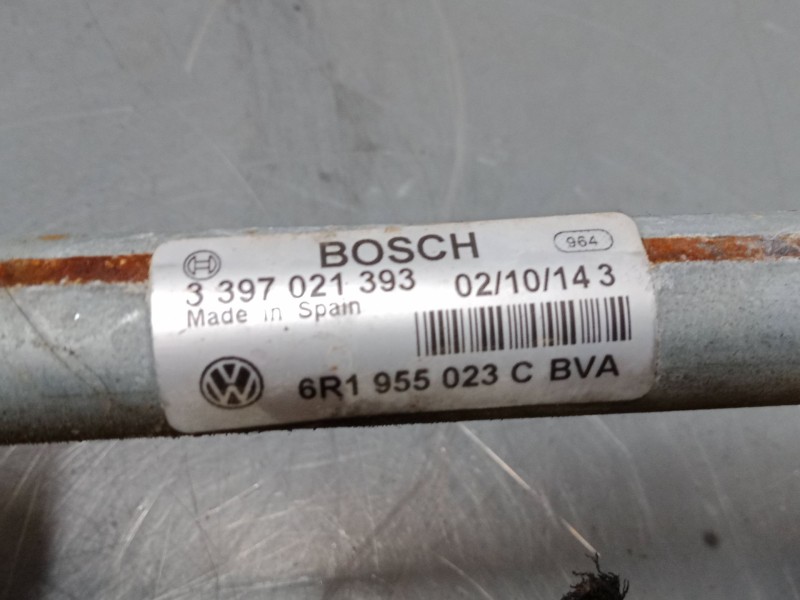 BOSCH 964
3 397 021 393 02/10/14 3
Made in Spain
6R1 955 023 C BVA